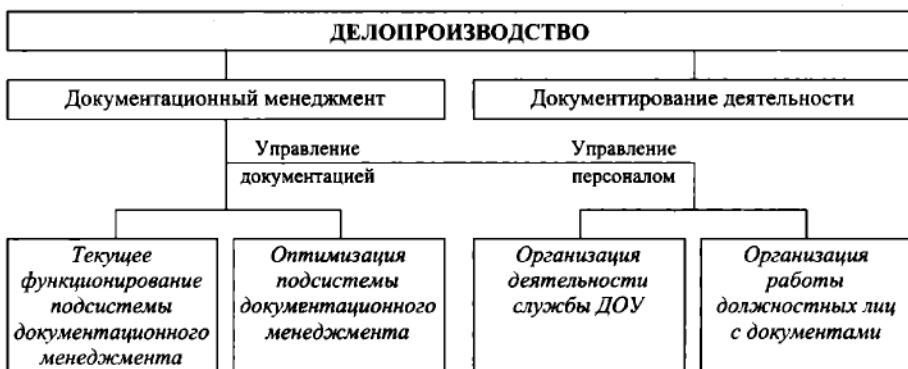 ДЕЛОПРОИЗВОДСТВО
Документационный менеджмент
Документирование деятельности
Управление
документацией
Управление
персоналом
Текущее
функционирование
подсистемы
документационного
менеджмента
Оптимизация
подсистемы
документационного
менеджмента
Организация
деятельности
службы ДОУ
Организация
работы
должностных лиц
с документами